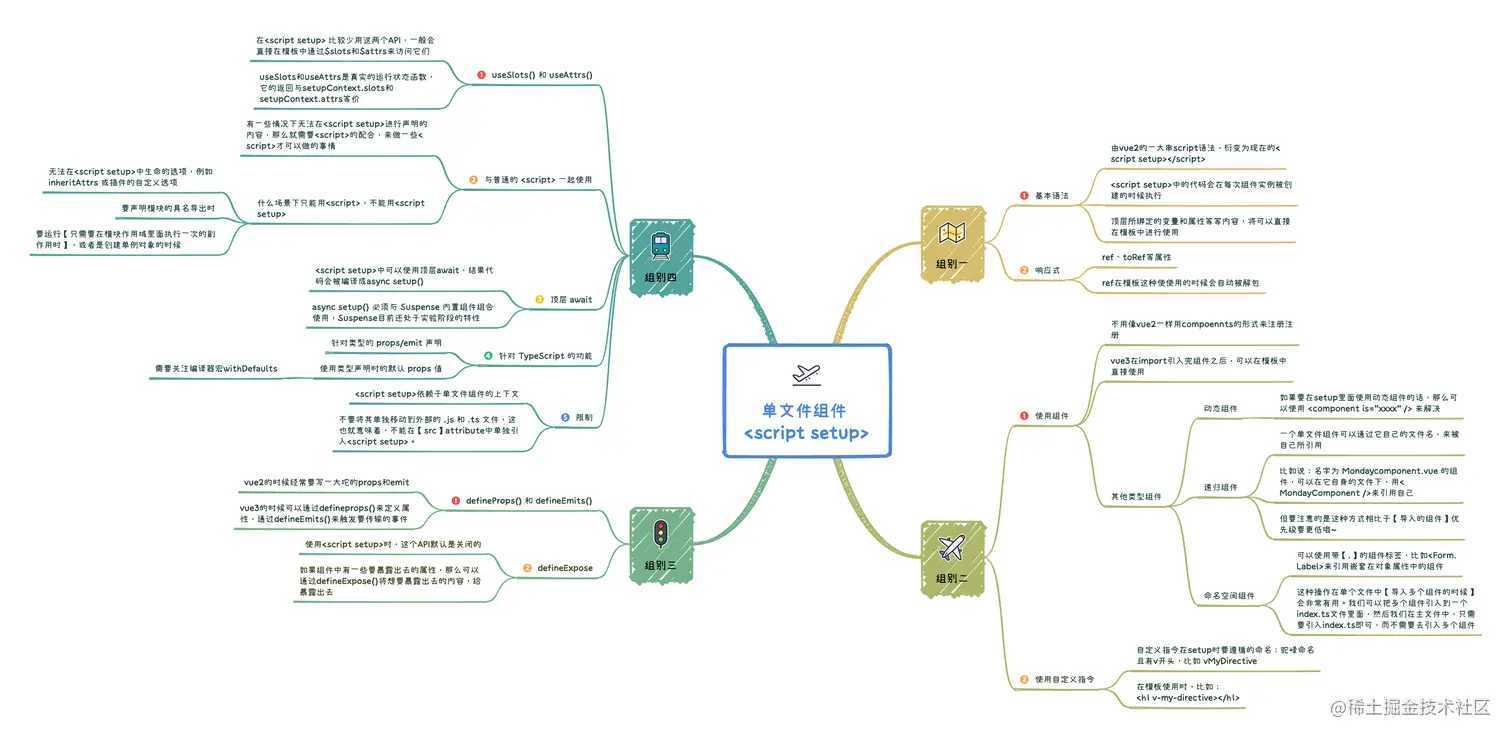 单文件组件
<script setup>
组别一
❶ 基本语法
由vue2的一大串script语法，衍变为现在的<
script setup></script>
<script setup>中的代码会在每次组件实例被创
建的时候执行
顶层所绑定的变量和属性等等内容，将可以直接
在模板中进行使用
❷ 响应式
ref、toRef等属性
ref在模板这种使使用的时候会自动被解包
组别二
❶ 使用组件
不用像vue2一样用compoennts的形式来注册注
册
vue3在import引入完组件之后，可以在模板中
直接使用
其他类型组件
动态组件
如果要在setup里面使用动态组件的话，那么可
以使用 <component is="xxxx" /> 来解决
递归组件
一个单文件组件可以通过它自己的文件名，来被
自己所引用
比如说：名字为 Mondaycomponent.vue 的组
件，可以在它自身的文件下，用<
MondayComponent />来引用自己
但要注意的是这种方式相比于【导入的组件】优
先级要更低哦~
命名空间组件
可以使用带【.】的组件标签，比如<Form.
Label>来引用嵌套在对象属性中的组件
这种操作在单个文件中【导入多个组件的时候】
会非常有用。我们可以把多个组件引入到一个
index.ts文件里面，然后我们在主文件中，只需
要引入index.ts即可，而不需要去引入多个组件
❷ 使用自定义指令
自定义指令在setup时要遵循的命名：驼峰命名
且有v开头，比如 vMyDirective
在模板使用时，比如：
<h1 v-my-directive></h1>
组别三
❶ defineProps() 和 defineEmits()
vue2的时候经常要写一大坨的props和emit
vue3的时候可以通过defineprops()来定义属
性，通过defineEmits()来触发要传输的事件
❷ defineExpose
使用<script setup>时，这个API默认是关闭的
如果组件中有一些要暴露出去的属性，那么可以
通过defineExpose()将想要暴露出去的内容，给
暴露出去
组别四
❶ useSlots() 和 useAttrs()
在<script setup> 比较少用这两个API，一般会
直接在模板中通过$slots和$attrs来访问它们
useSlots和useAttrs是真实的运行状态函数，
它的返回与setupContext.slots和
setupContext.attrs等价
❷ 与普通的 <script> 一起使用
有一些情况下无法在<script setup>进行声明的
内容，那么就需要<script>的配合，来做一些<
script>才可以做的事情
什么场景下只能用<script>，不能用<script
setup>
无法在<script setup>中生命的选项，例如
inheritAttrs 或插件的自定义选项
要声明模块的具名导出时
要运行【只需要在模块作用域里面执行一次的副
作用时】，或者是创建单例对象的时候
❸ 顶层 await
<script setup>中可以使用顶层await，结果代
码会被编译成async setup()
async setup() 必须与 Suspense 内置组件组合
使用，Suspense目前还处于实验阶段的特性
❹ 针对 TypeScript 的功能
针对类型的 props/emit 声明
使用类型声明时的默认 props 值
需要关注编译器宏withDefaults
❺ 限制
<script setup>依赖于单文件组件的上下文
不要将其单独移动到外部的 .js 和 .ts 文件，这
也就意味着，不能在【src】attribute中单独引
入<script setup>。
@稀土掘金技术社区